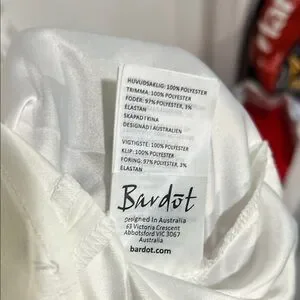 HUVUDSAKLIG: 100% POLYESTER
TRIMMA: 100% POLYESTER
FODER: 97% POLYESTER, 3%
ELASTAN
SKAPAD I KINA
DESIGNAD I AUSTRALIEN
VIGTIGSTE: 100% POLYESTER
KLIP: 100% POLYESTER
FORING: 97% POLYESTER, 3%
ELASTAN
Bardot
Designed In Australia
63 Victoria Crescent
Abbotsford VIC 3067
Australia
bardot.com